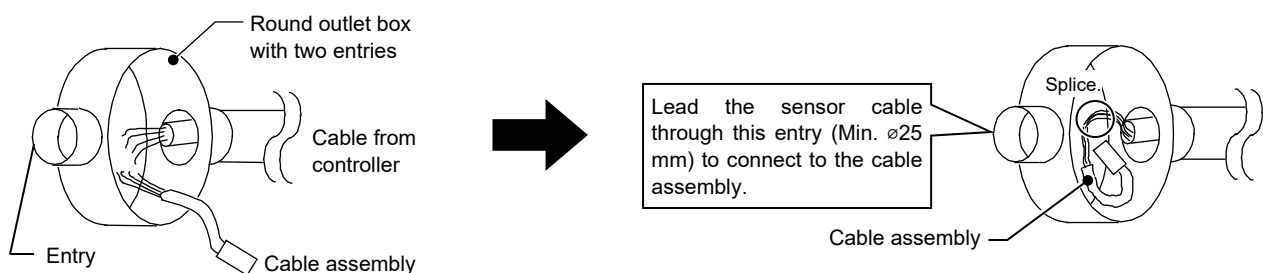 Round outlet box
with two entries
Cable from
controller
Entry
Cable assembly
Lead the sensor cable
through this entry (Min. ⌀25
mm) to connect to the cable
assembly.
Splice.
Cable assembly